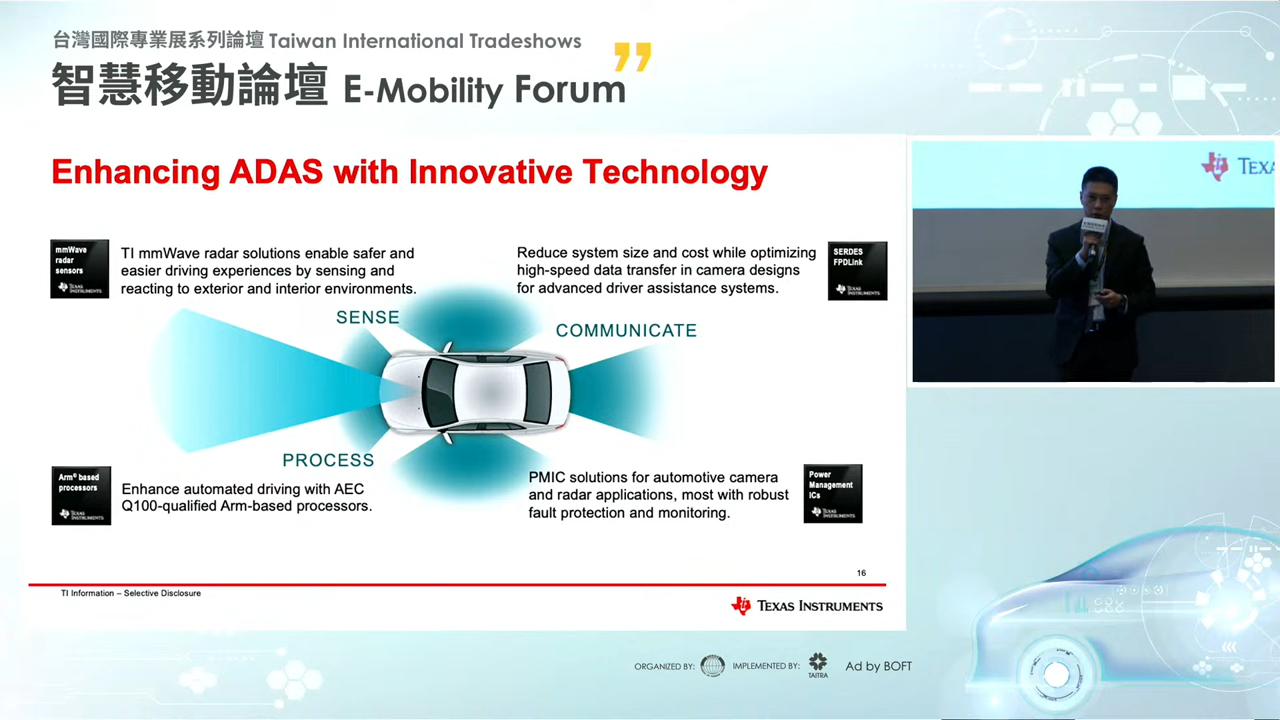 台灣國際專業展系列論壇 Taiwan International Tradeshows
智慧移動論壇 E-Mobility Forum
Enhancing ADAS with Innovative Technology
mmWave
radar
sensors
TEXAS INSTRUMENTS
TI mmWave radar solutions enable safer and
easier driving experiences by sensing and
reacting to exterior and interior environments.
Reduce system size and cost while optimizing
high-speed data transfer in camera designs
for advanced driver assistance systems.
SERDES
FPDLink
TEXAS INSTRUMENTS
SENSE
COMMUNICATE
PROCESS
Arm® based
processors
TEXAS INSTRUMENTS
Enhance automated driving with AEC
Q100-qualified Arm-based processors.
PMIC solutions for automotive camera
and radar applications, most with robust
fault protection and monitoring.
Power
Management
ICs
TEXAS INSTRUMENTS
16
TI Information – Selective Disclosure
TEXAS INSTRUMENTS
TEXA
ORGANIZED BY:
IMPLEMENTED BY:
TAITRA
Ad by BOFT